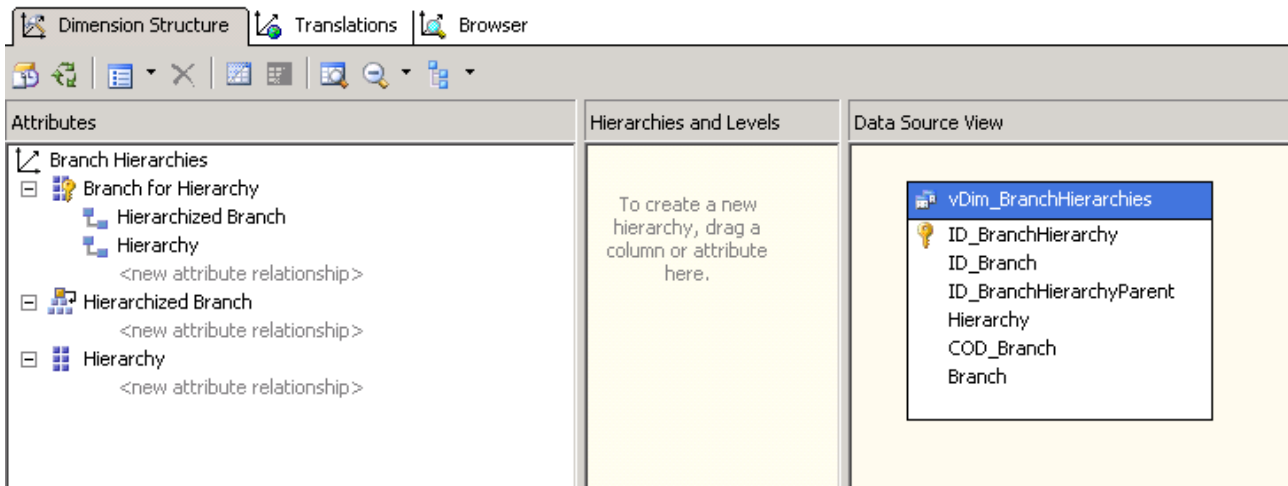 Dimension Structure Translations Browser
Attributes
Branch Hierarchies
Branch for Hierarchy
Hierarchized Branch
Hierarchy
<new attribute relationship>
Hierarchized Branch
<new attribute relationship>
Hierarchy
<new attribute relationship>
Hierarchies and Levels
To create a new
hierarchy, drag a
column or attribute
here.
Data Source View
vDim_BranchHierarchies
ID_BranchHierarchy
ID_Branch
ID_BranchHierarchyParent
Hierarchy
COD_Branch
Branch